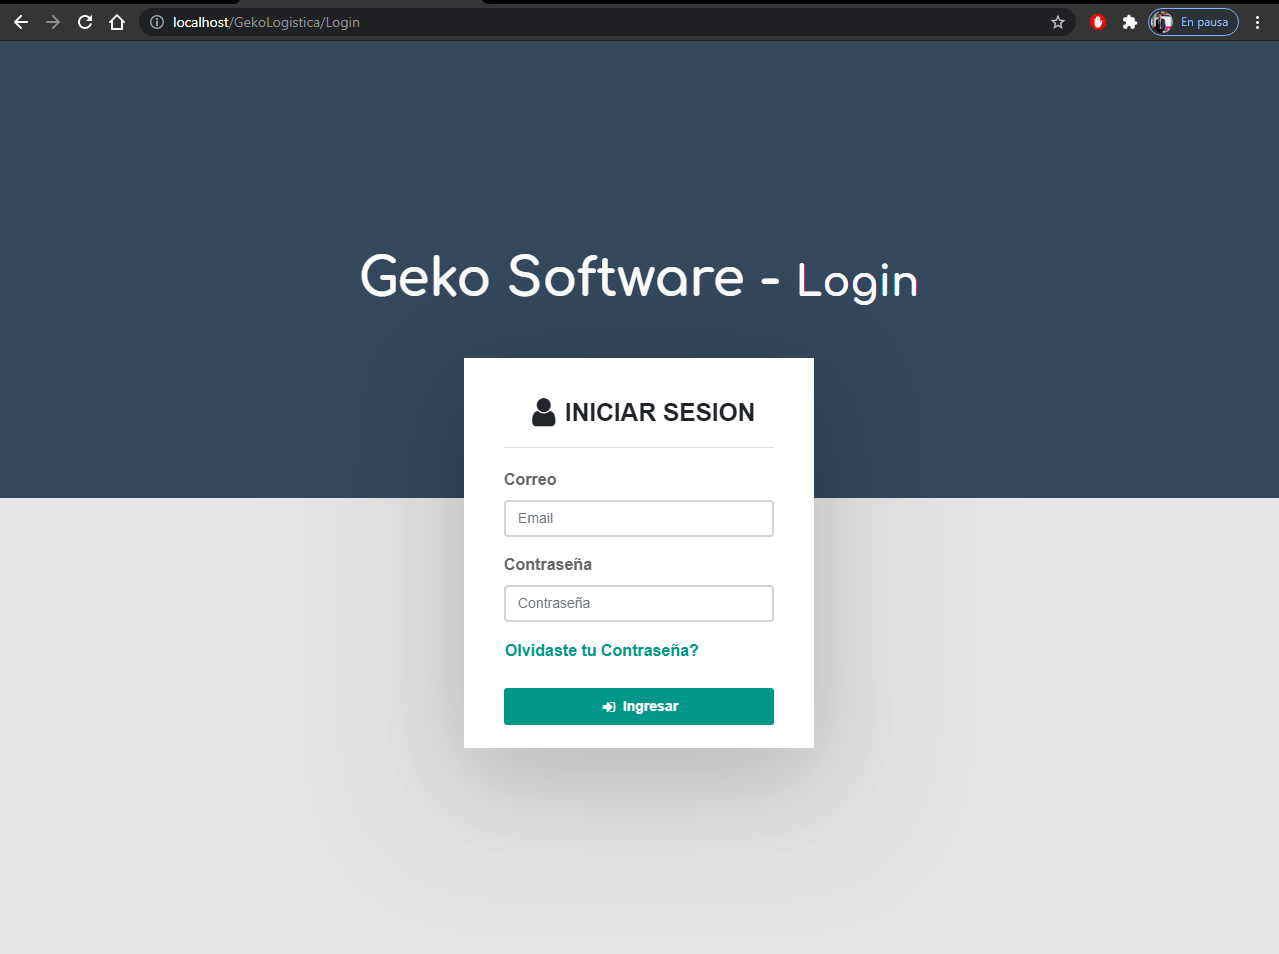 localhost/GekoLogistica/Login
En pausa
Geko Software - Login
INICIAR SESION
Correo
Email
Contraseña
Contraseña
Olvidaste tu Contraseña?
Ingresar